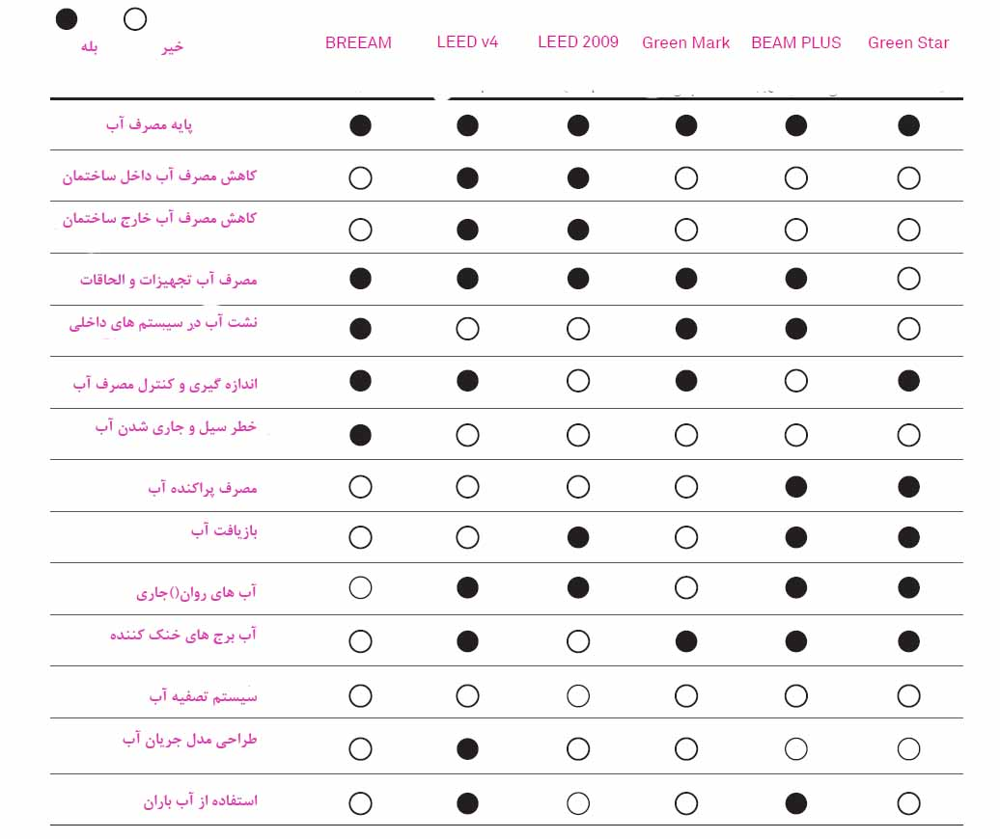 بله
خیر
BREEAM
LEED v4
LEED 2009
Green Mark
BEAM PLUS
Green Star
پایه مصرف آب
کاهش مصرف آب داخل ساختمان
کاهش مصرف آب خارج ساختمان
مصرف آب تجهیزات و الحاقات
نشت آب در سیبستم های داخلی
اندازه گیری و کنترل مصرف آب
خطر سیل و جاری شدن آب
مصرف پراکنده آب
بازیافت آب
آب های روان()جاری
آب برج های خنک کننده
سیستم تصفیه آب
طراحی مدل جریان آب
استفاده از آب باران